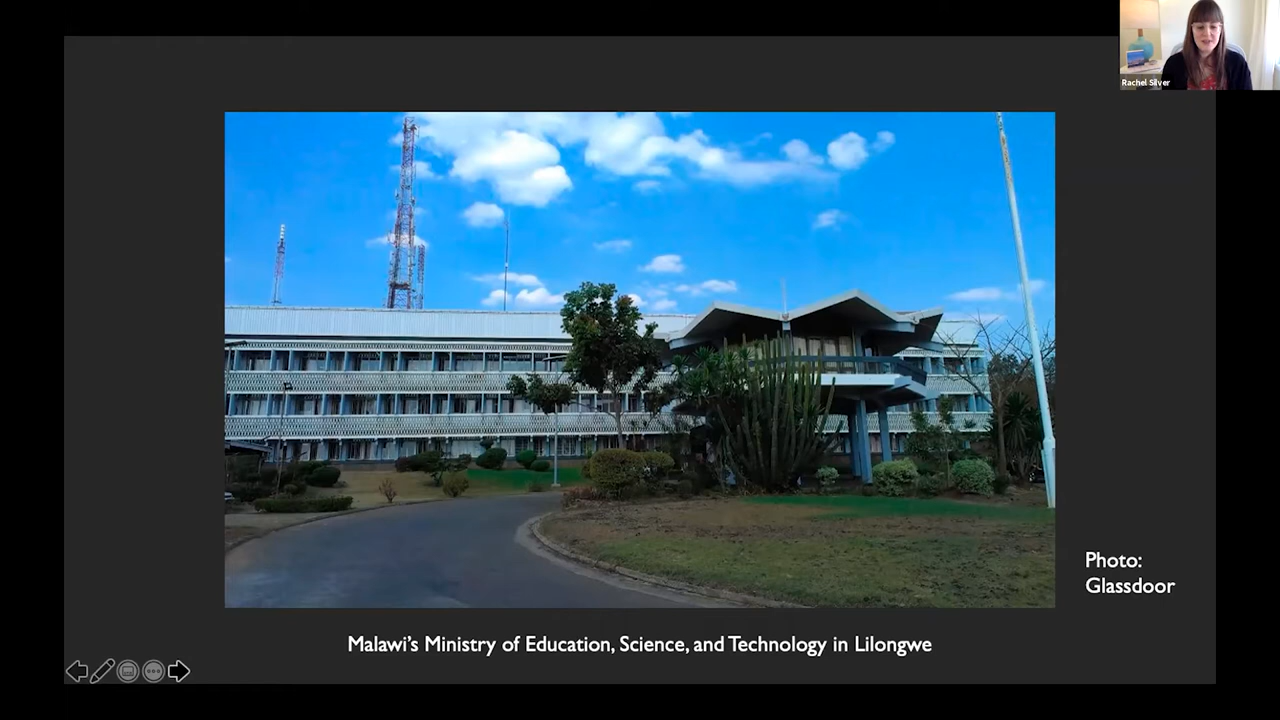 Rachel Silver
Photo:
Glassdoor
Malawi's Ministry of Education, Science, and Technology in Lilongwe